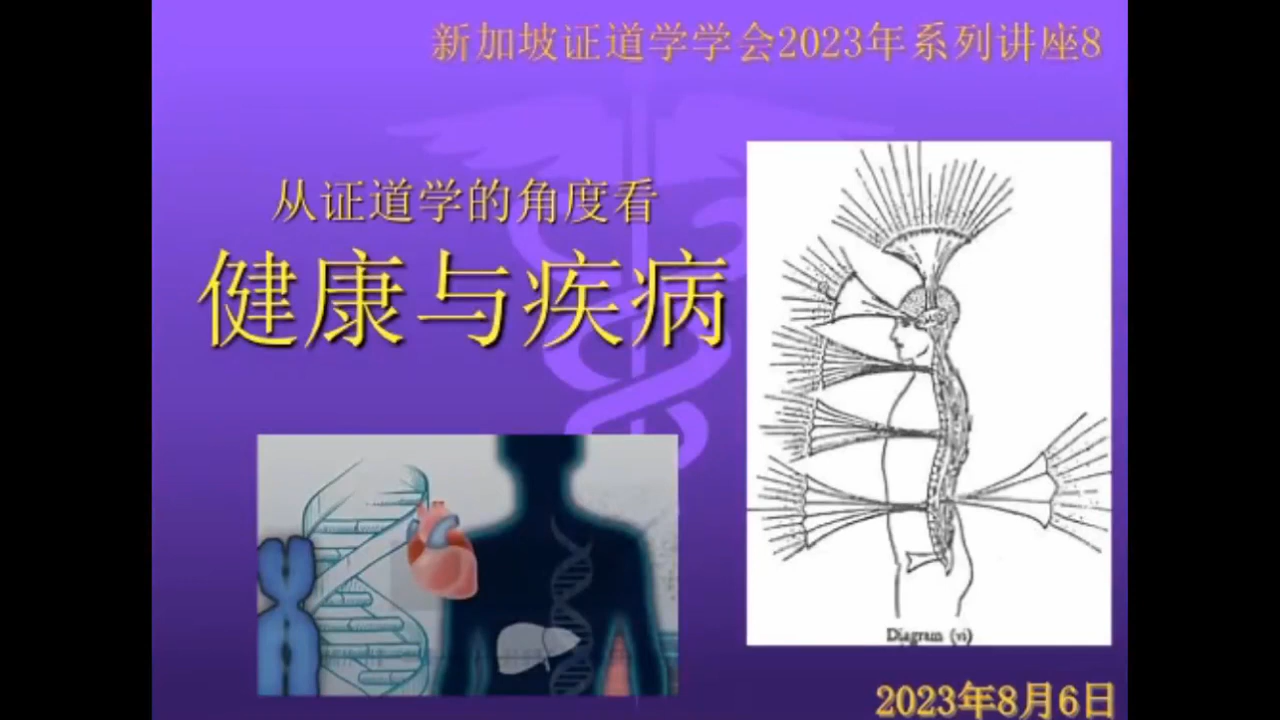 新加坡证道学学会2023年系列讲座8
从证道学的角度看
健康与疾病
Diagram (vi)
2023年8月6日